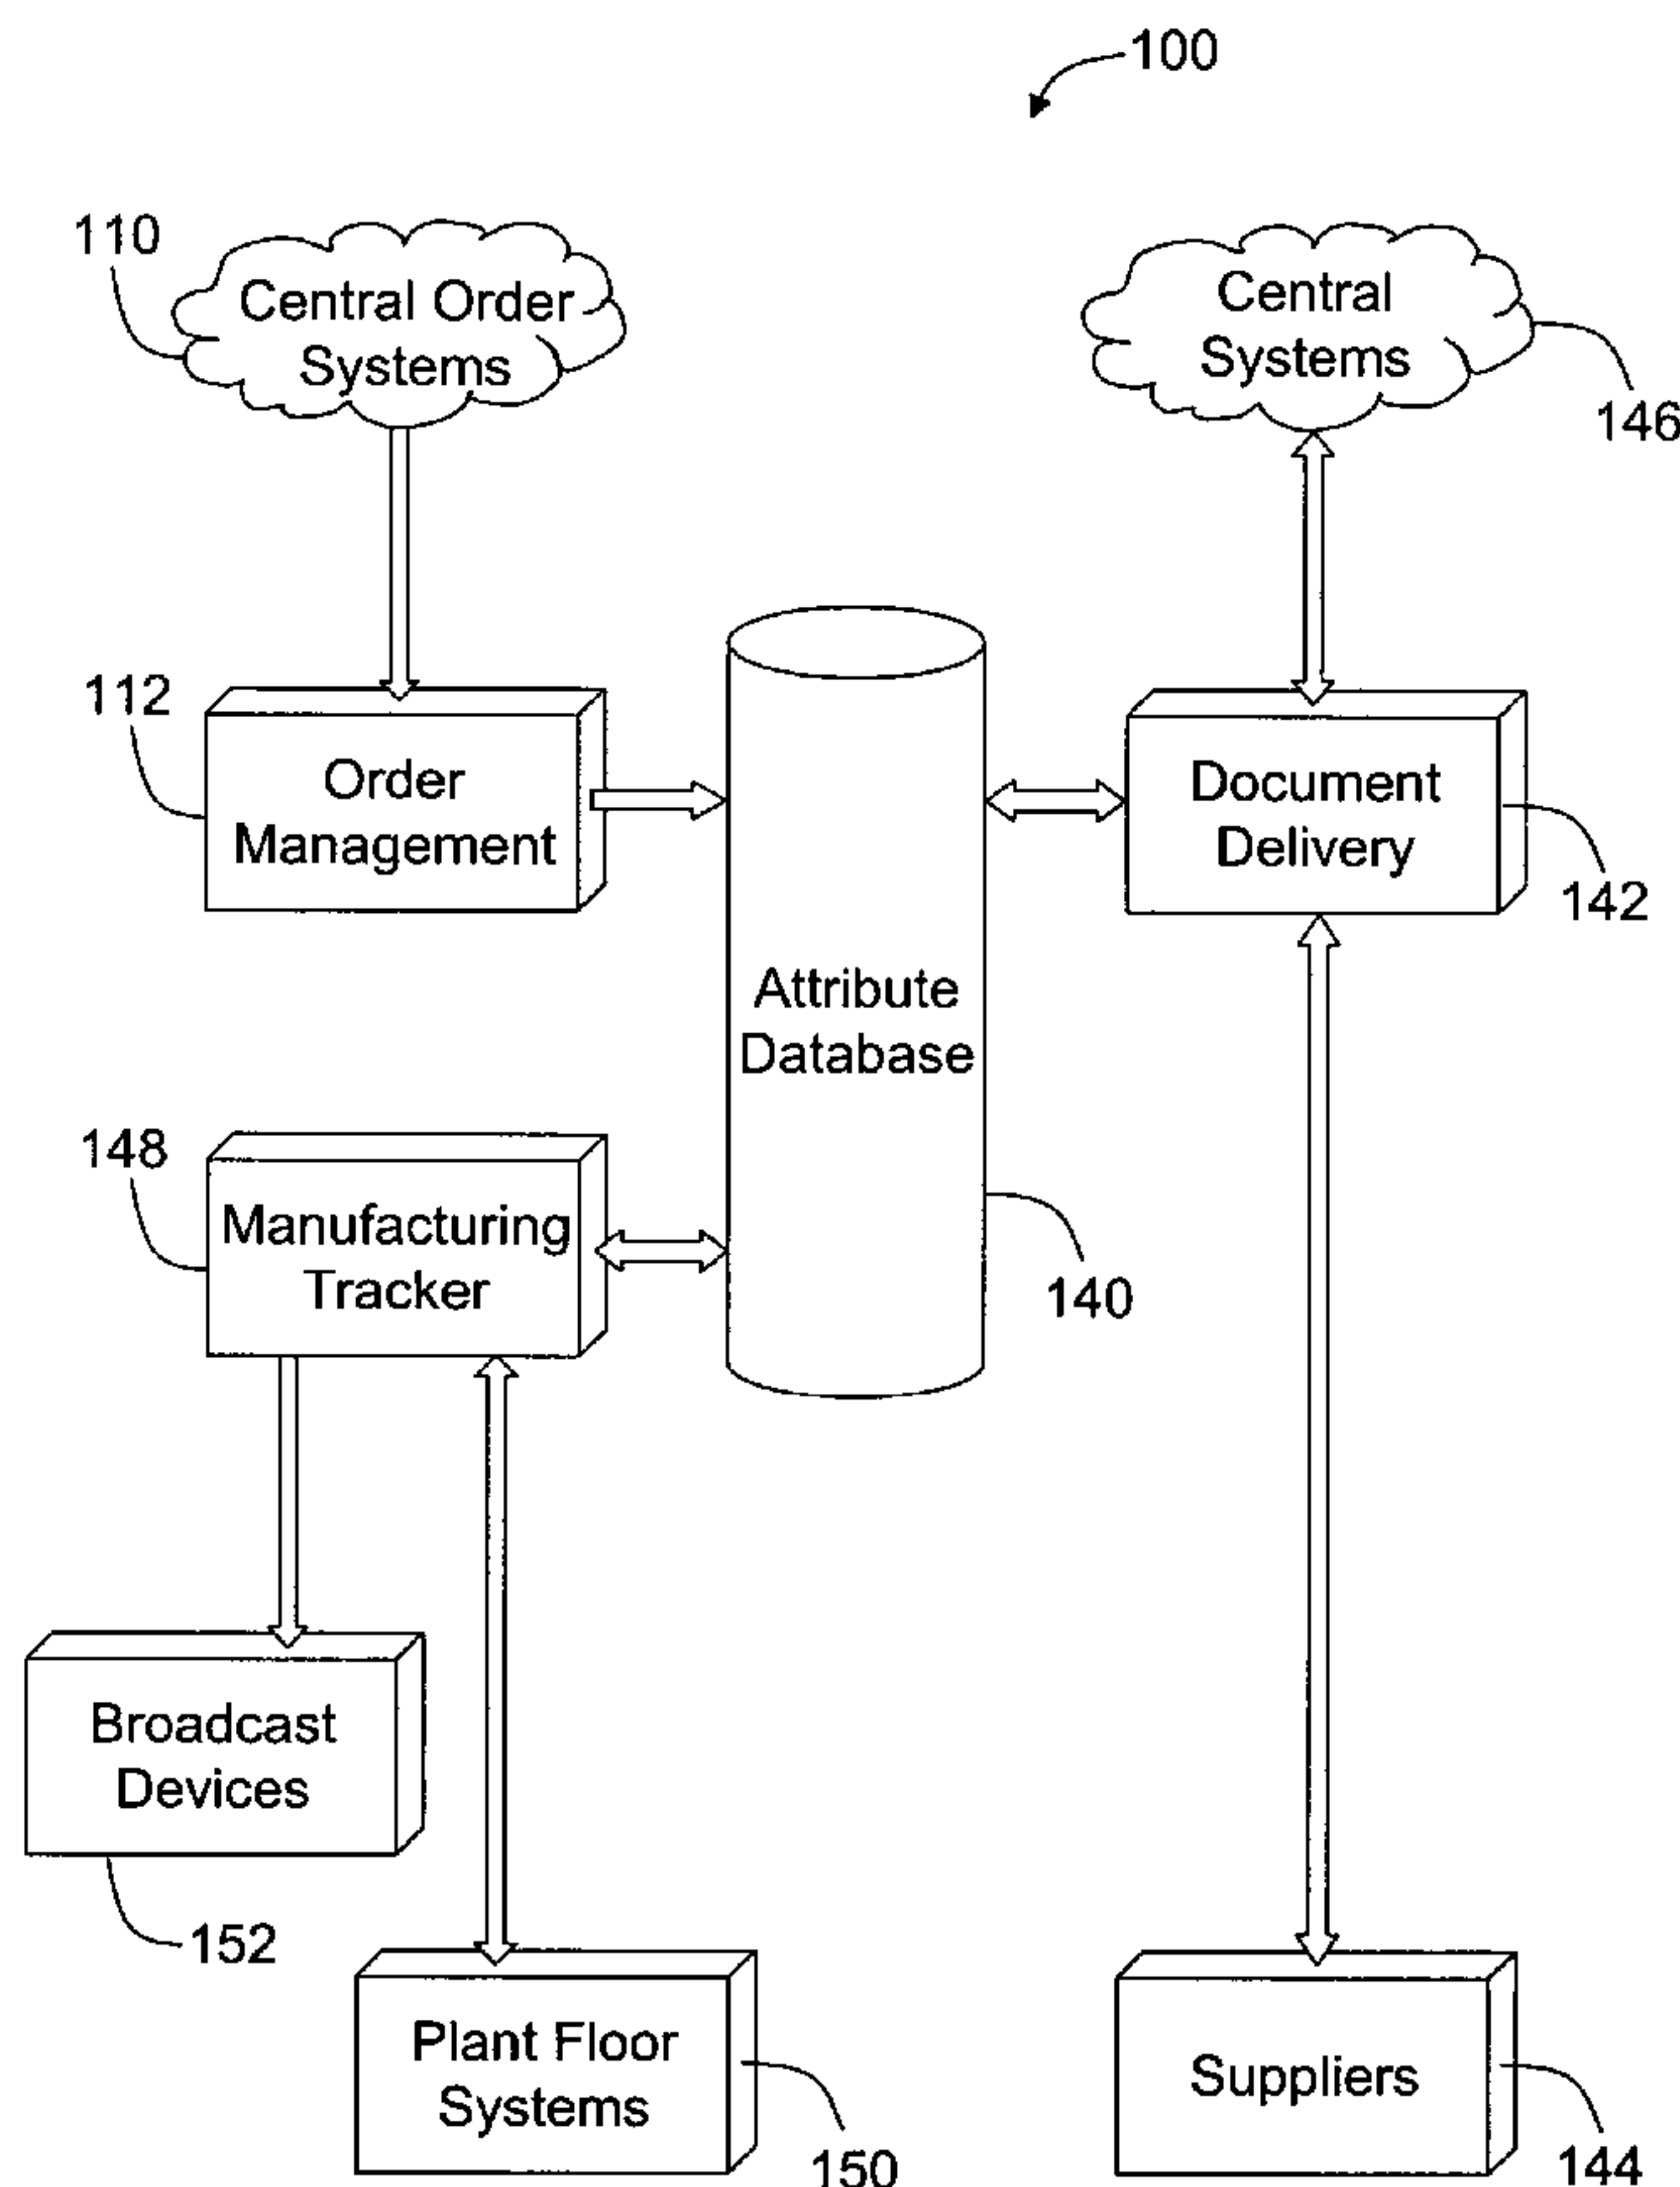 100
110
Central Order
Systems
Central
Systems
146
112
Order
Management
Document
Delivery
142
Attribute
Database
148
Manufacturing
Tracker
140
Broadcast
Devices
152
Plant Floor
Systems
150
Suppliers
144